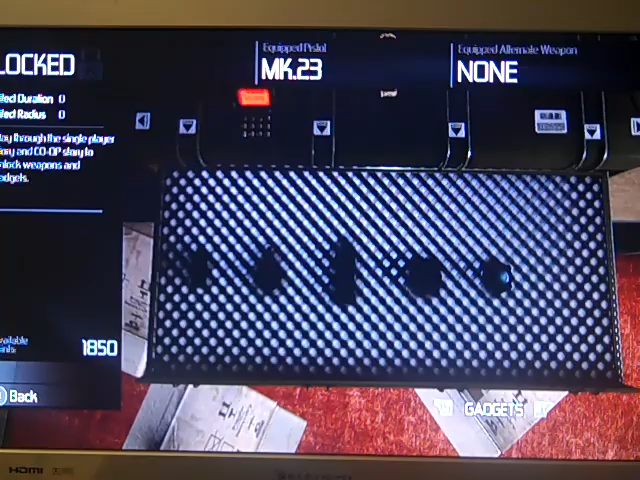 LOCKED
Equipped Pistol
MK.23
Equipped Alternate Weapon
NONE
Duration 0
Radius 0
through the single player
and CO-OP story to
weapons and
1850
Back
GADGETS
HDMI